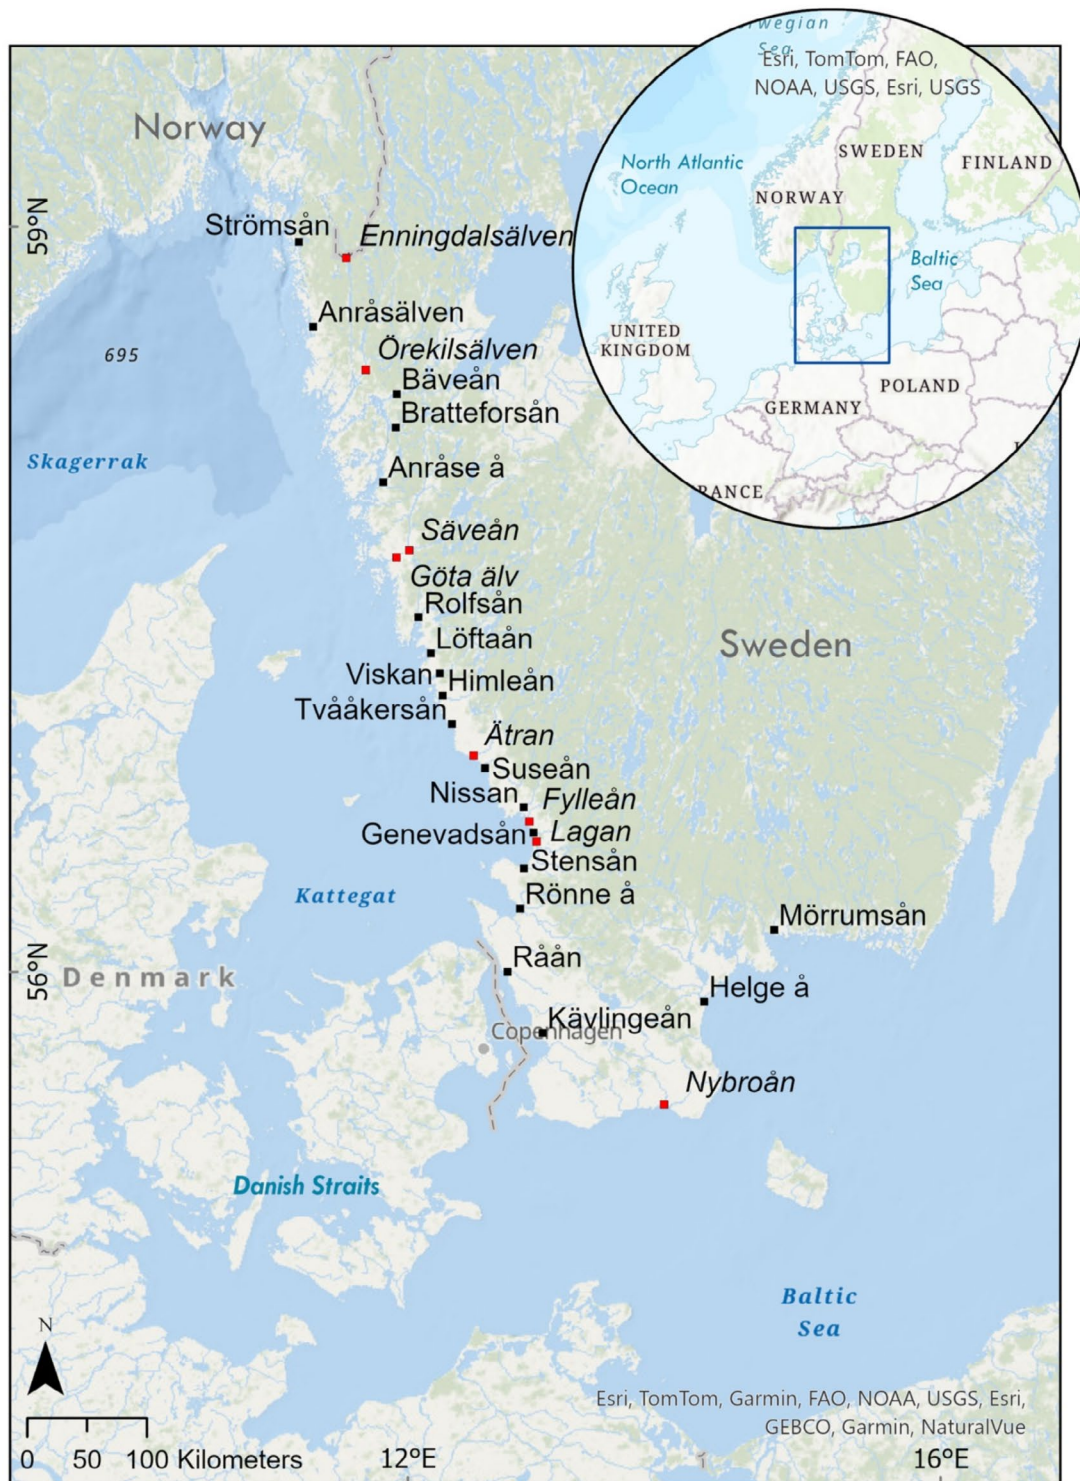 rwegian
Sea
Esri, TomTom, FAO,
NOAA, USGS, Esri, USGS
North Atlantic
Ocean
SWEDEN
FINLAND
NORWAY
Baltic
Sea
UNITED
KINGDOM
POLAND
GERMANY
RANCE
Norway
59°N
Strömsån
Enningdalsälven
Anråsälven
695
Örekilsälven
Bäveån
Bratteforsån
Skagerrak
Anråse å
Säveån
Göta älv
Rolfsån
Löftaån
Sweden
Viskan
Himleån
Tvååkersån
Ätran
Suseån
Nissan
Fylleån
Genevadsån
Lagan
Stensån
Kattegat
Rönne å
Mörrumsån
56°N
Denmark
Råån
Helge å
Kävlingeån
Copenhagen
Nybroån
Danish Straits
Baltic
Sea
N
Esri, TomTom, Garmin, FAO, NOAA, USGS, Esri,
GEBCO, Garmin, NaturalVue
0 50 100 Kilometers
12°E
16°E